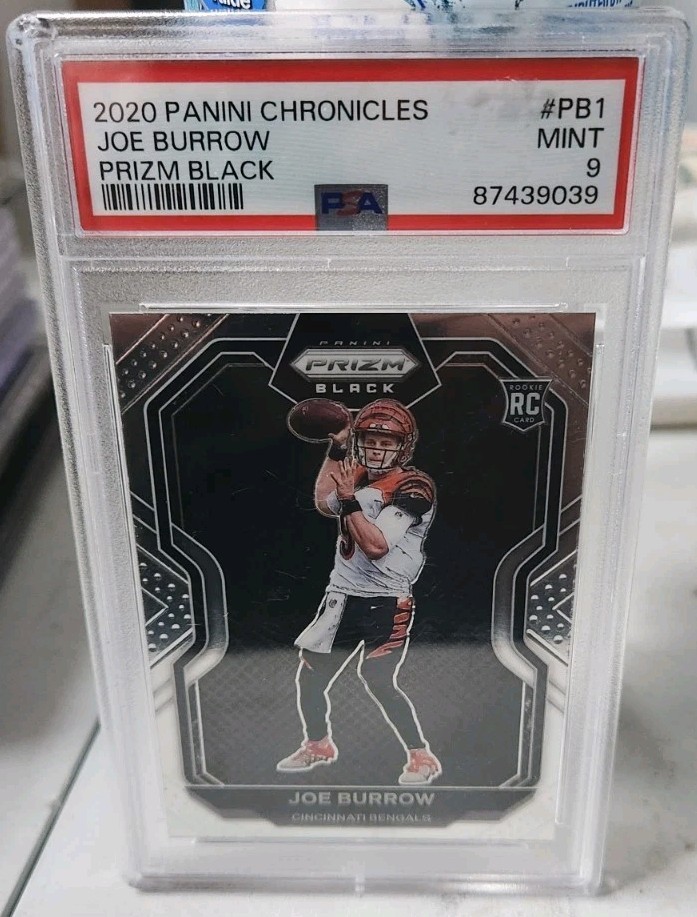 2020 PANINI CHRONICLES #PB1
JOE BURROW MINT
PRIZM BLACK 9
PSA 87439039
PANINI
PRIZM
BLACK
ROOKIE
RC
CARD
JOE BURROW
CINCINNATI BENGALS